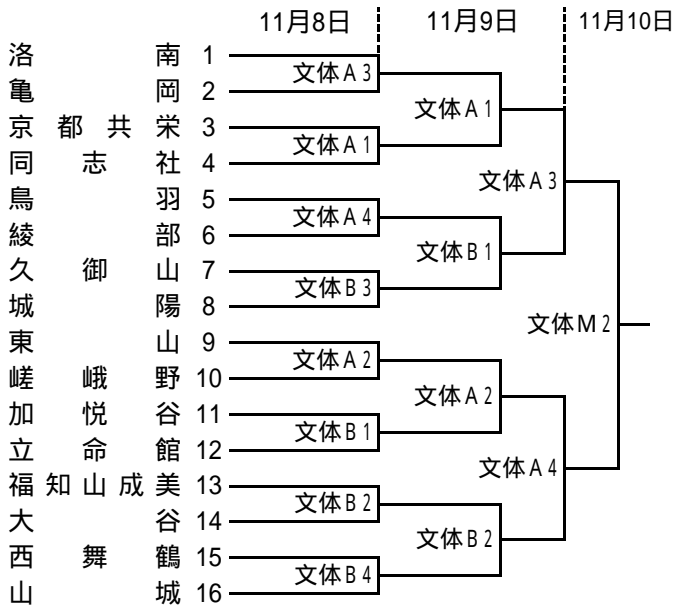 11月8日 11月9日 11月10日
洛南 1
文体A3
亀岡 2
文体A1
京都共栄 3
文体A1
同志社 4
文体A3
鳥羽 5
文体A4
綾部 6
文体B1
久御山 7
文体B3
城陽 8
文体M2
東山 9
文体A2
嵯峨野 10
文体A2
加悦谷 11
文体B1
立命館 12
文体A4
福知山成美 13
文体B2
大谷 14
文体B2
西舞鶴 15
文体B4
山城 16